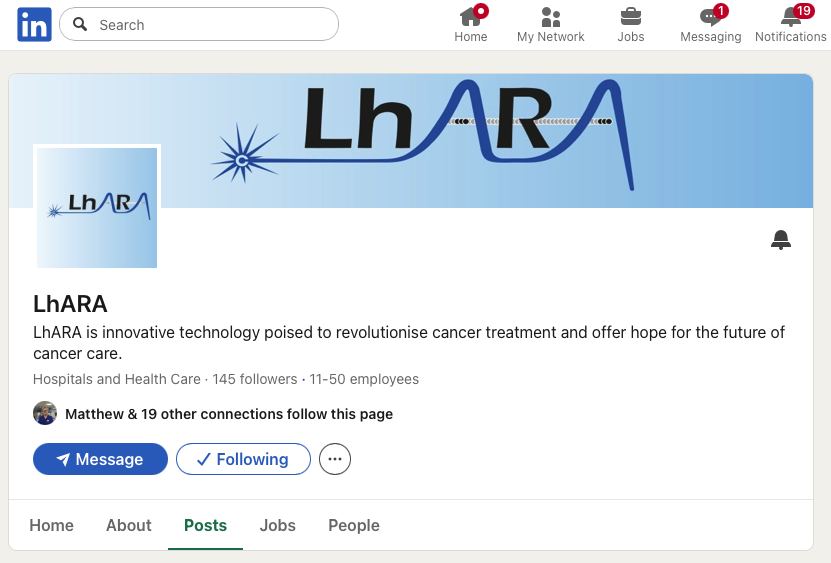 in
Search
Home
My Network
Jobs
1
Messaging
19
Notifications
LhARA
LhARA
LhARA
LhARA is innovative technology poised to revolutionise cancer treatment and offer hope for the future of
cancer care.
Hospitals and Health Care · 145 followers · 11-50 employees
Matthew & 19 other connections follow this page
Message
Following
Home
About
Posts
Jobs
People